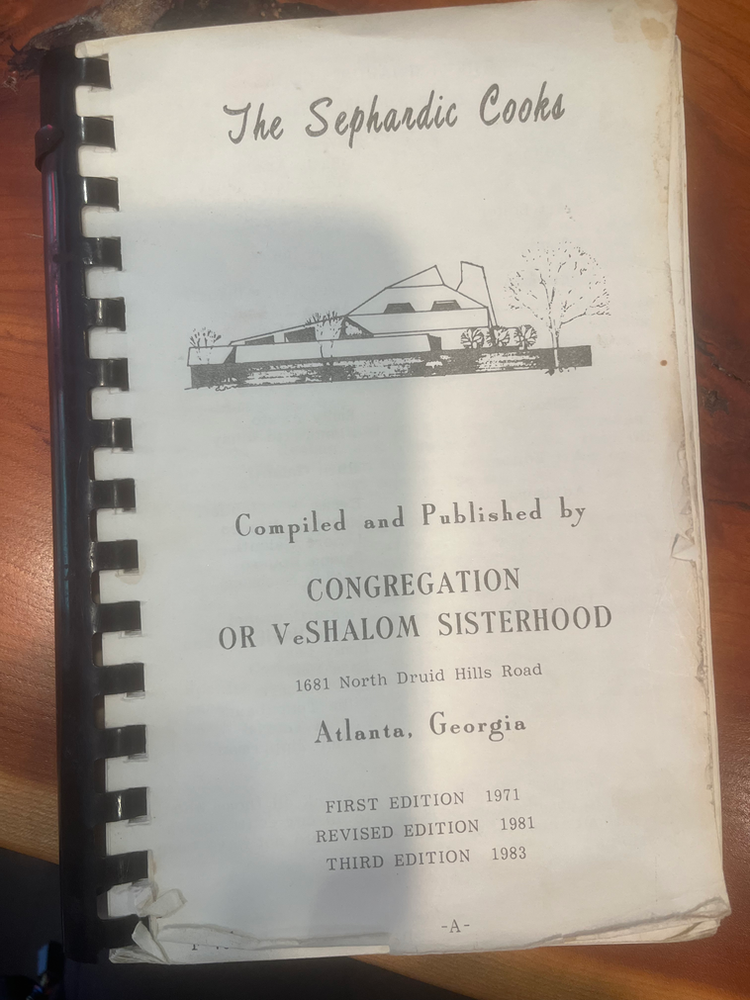 The Sephardic Cooks
Compiled and Published by
CONGREGATION
OR VeSHALOM SISTERHOOD
1681 North Druid Hills Road
Atlanta, Georgia
FIRST EDITION 1971
REVISED EDITION 1981
THIRD EDITION 1983
-A-